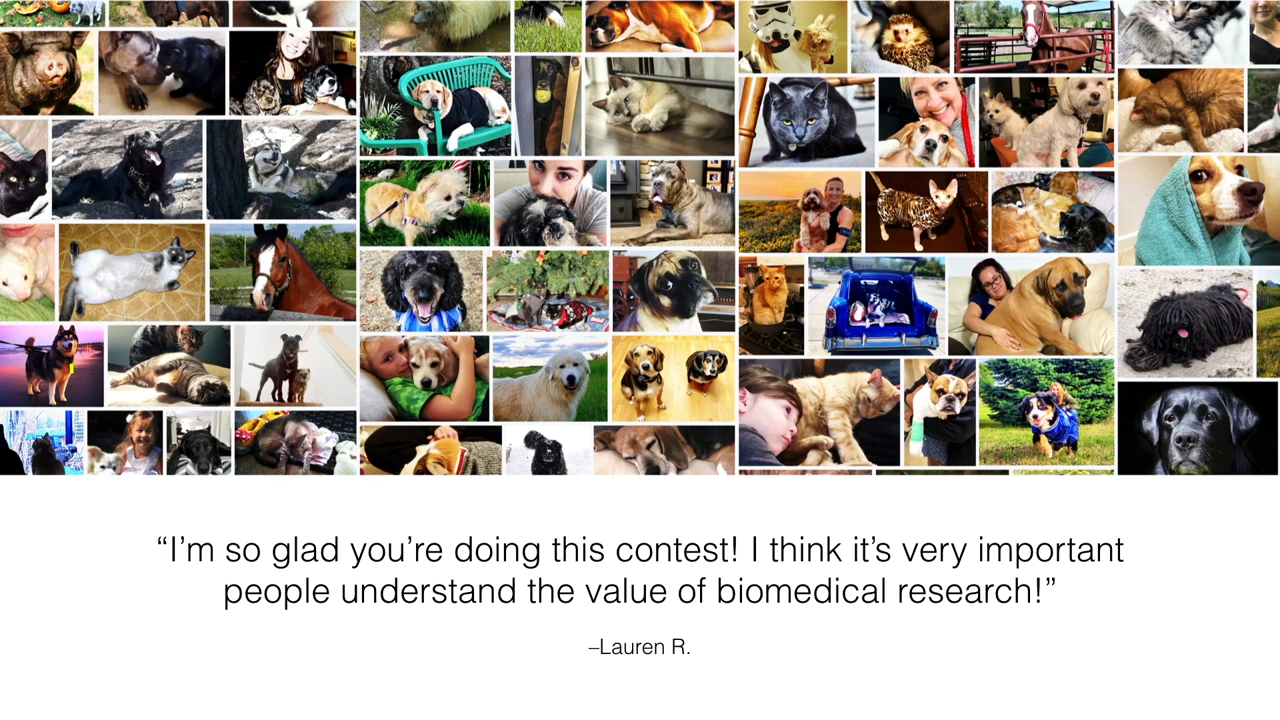 “I’m so glad you’re doing this contest! I think it’s very important
people understand the value of biomedical research!”
–Lauren R.